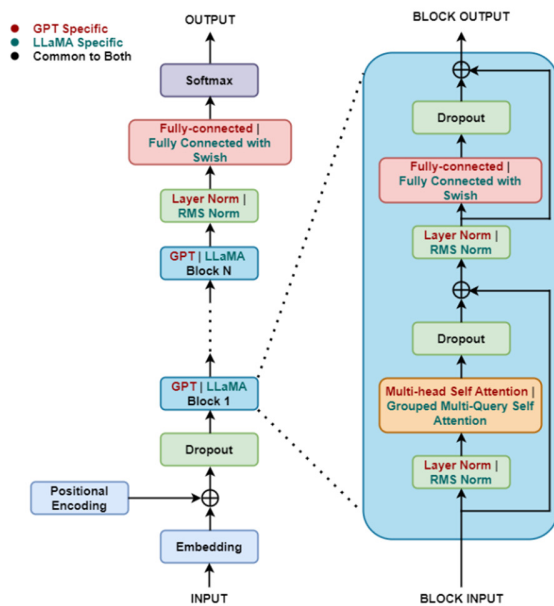 GPT Specific
LLaMA Specific
Common to Both
OUTPUT
Softmax
Fully-connected |
Fully Connected with
Swish
Layer Norm |
RMS Norm
GPT | LLaMA
Block N
GPT | LLaMA
Block 1
Dropout
Positional
Encoding
Embedding
INPUT
BLOCK OUTPUT
Dropout
Fully-connected |
Fully Connected with
Swish
Layer Norm |
RMS Norm
Dropout
Multi-head Self Attention |
Grouped Multi-Query Self
Attention
Layer Norm |
RMS Norm
BLOCK INPUT